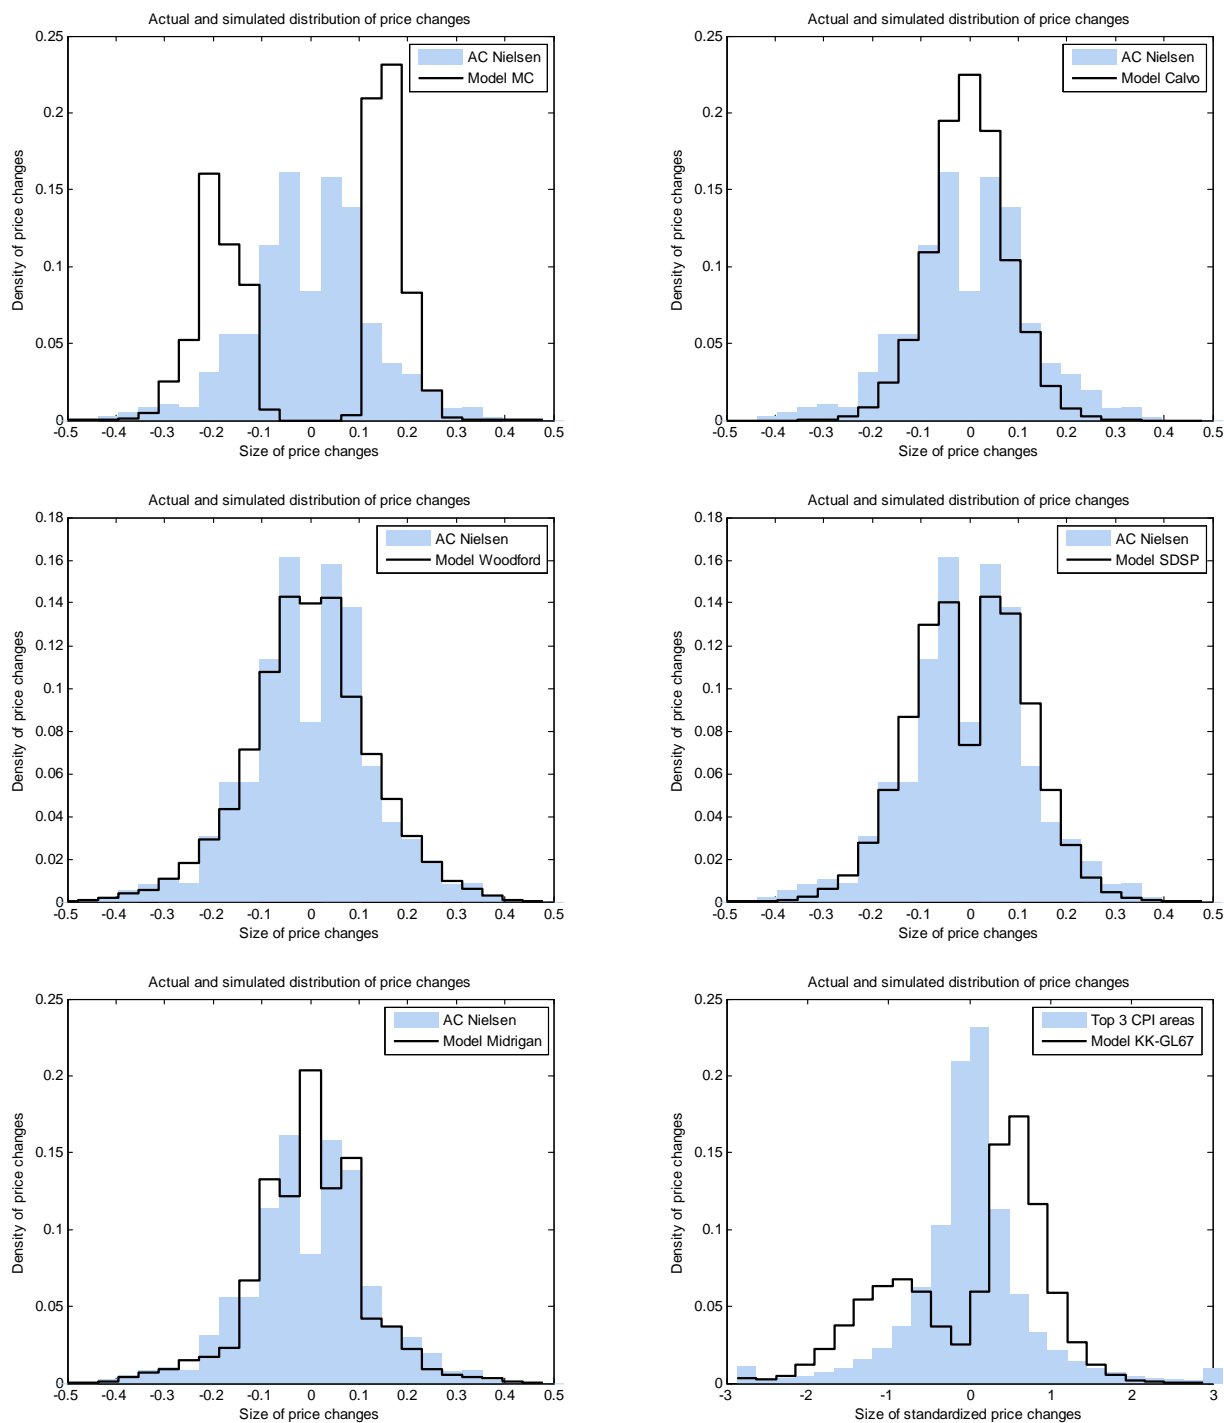 Actual and simulated distribution of price changes
0.25
0.2
0.15
0.1
0.05
0
Density of price changes
AC Nielsen
Model MC
-0.5 -0.4 -0.3 -0.2 -0.1 0 0.1 0.2 0.3 0.4 0.5
Size of price changes
Actual and simulated distribution of price changes
0.25
0.2
0.15
0.1
0.05
0
Density of price changes
AC Nielsen
Model Calvo
-0.5 -0.4 -0.3 -0.2 -0.1 0 0.1 0.2 0.3 0.4 0.5
Size of price changes
Actual and simulated distribution of price changes
0.18
0.16
0.14
0.12
0.1
0.08
0.06
0.04
0.02
0
Density of price changes
AC Nielsen
Model Woodford
-0.5 -0.4 -0.3 -0.2 -0.1 0 0.1 0.2 0.3 0.4 0.5
Size of price changes
Actual and simulated distribution of price changes
0.18
0.16
0.14
0.12
0.1
0.08
0.06
0.04
0.02
0
Density of price changes
AC Nielsen
Model SDSP
-0.5 -0.4 -0.3 -0.2 -0.1 0 0.1 0.2 0.3 0.4 0.5
Size of price changes
Actual and simulated distribution of price changes
0.25
0.2
0.15
0.1
0.05
0
Density of price changes
AC Nielsen
Model Midrigan
-0.5 -0.4 -0.3 -0.2 -0.1 0 0.1 0.2 0.3 0.4 0.5
Size of price changes
Actual and simulated distribution of price changes
0.25
0.2
0.15
0.1
0.05
0
Density of price changes
Top 3 CPI areas
Model KK-GL67
-3 -2 -1 0 1 2 3
Size of standardized price changes